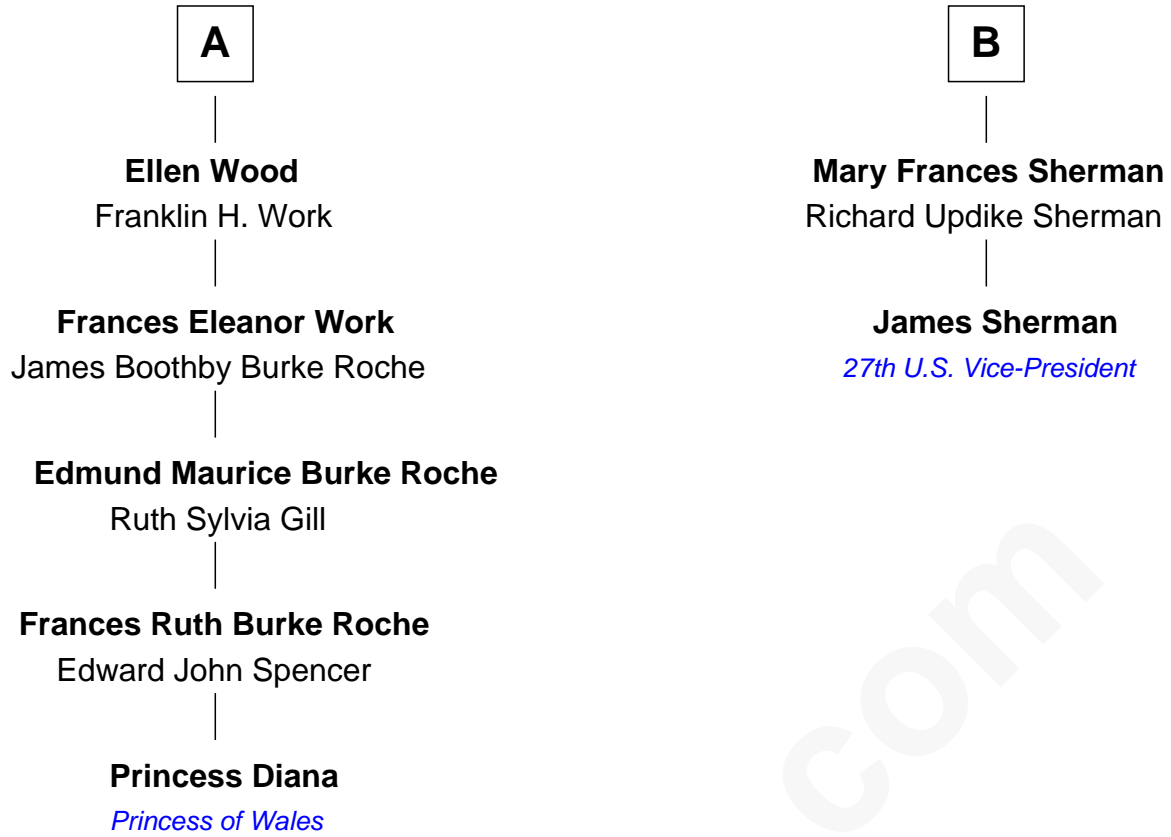 A
Ellen Wood
Franklin H. Work
Frances Eleanor Work
James Boothby Burke Roche
Edmund Maurice Burke Roche
Ruth Sylvia Gill
Frances Ruth Burke Roche
Edward John Spencer
Princess Diana
Princess of Wales
B
Mary Frances Sherman
Richard Updike Sherman
James Sherman
27th U.S. Vice-President
com